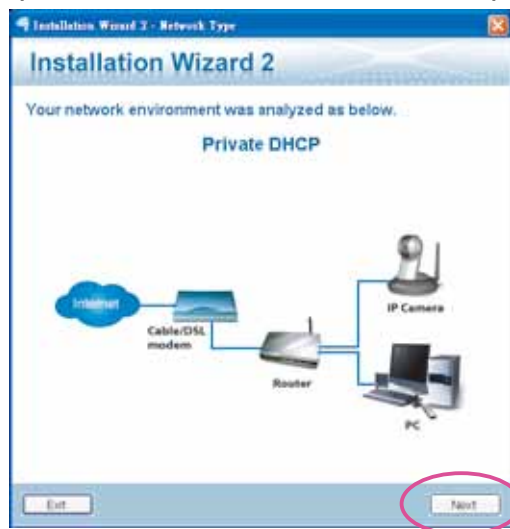 Installation Wizard 2 - Network Type
Installation Wizard 2
Your network environment was analyzed as below.
Private DHCP
Internet
Cable/DSL
modem
Router
IP Camera
PC
Exit
Next